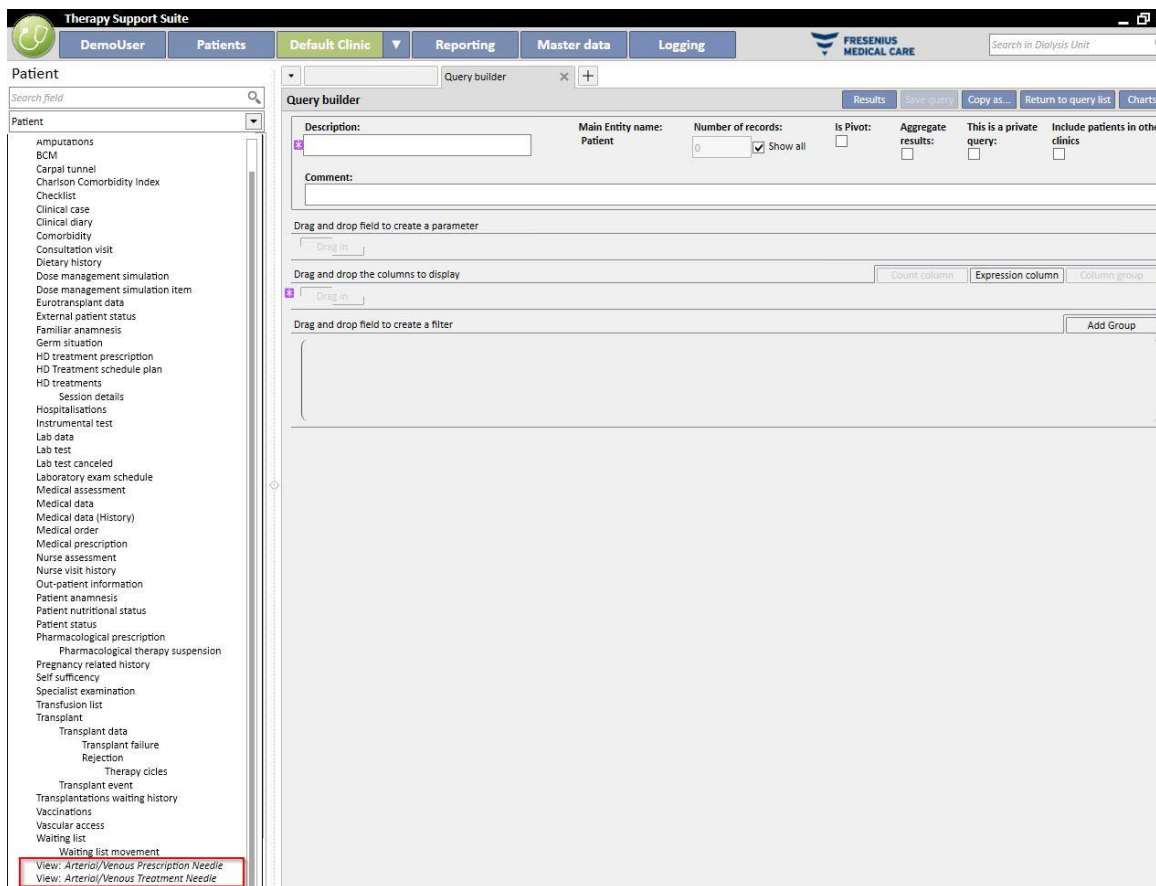 Therapy Support Suite
DemoUser
Patients
Default Clinic
Reporting
Master data
Logging
FRESENIUS
MEDICAL CARE
Search in Dialysis Unit
Patient
Search field
Patient
Amputations
BCM
Carpal tunnel
Charlson Comorbidity Index
Checklist
Clinical case
Clinical diary
Comorbidity
Consultation visit
Dietary history
Dose management simulation
Dose management simulation item
Eurotransplant data
External patient status
Familiar anamnesis
Germ situation
HD treatment prescription
HD Treatment schedule plan
HD treatments
Session details
Hospitalisations
Instrumental test
Lab data
Lab test
Lab test canceled
Laboratory exam schedule
Medical assessment
Medical data
Medical data (History)
Medical order
Medical prescription
Nurse assessment
Nurse visit history
Out-patient information
Patient anamnesis
Patient nutritional status
Patient status
Pharmacological prescription
Pharmacological therapy suspension
Pregnancy related history
Self sufficency
Specialist examination
Transfusion list
Transplant
Transplant data
Transplant failure
Rejection
Therapy cicles
Transplant event
Transplantations waiting history
Vaccinations
Vascular access
Waiting list
Waiting list movement
View: Arterial/Venous Prescription Needle
View: Arterial/Venous Treatment Needle
Query builder
Query builder
Results
Save query
Copy as...
Return to query list
Charts
Description:
Main Entity name:
Patient
Number of records:
0
Show all
Is Pivot:
Aggregate
results:
This is a private
query:
Include patients in othe
clinics
Comment:
Drag and drop field to create a parameter
Drag in
Drag and drop the columns to display
Count column
Expression column
Column group
Drag in
Drag and drop field to create a filter
Add Group